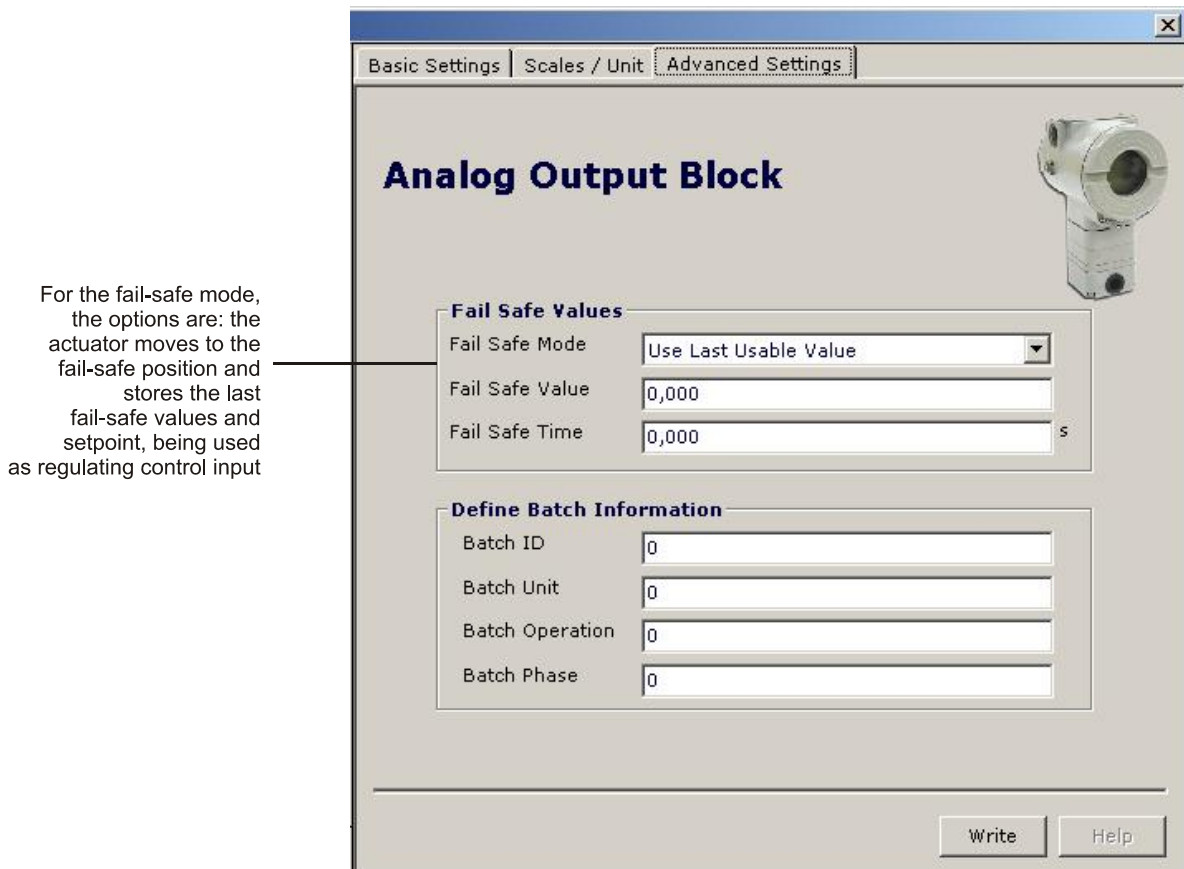 Basic Settings
Scales / Unit
Advanced Settings
Analog Output Block
For the fail-safe mode,
the options are: the
actuator moves to the
fail-safe position and
stores the last
fail-safe values and
setpoint, being used
as regulating control input
Fail Safe Values
Fail Safe Mode
Use Last Usable Value
Fail Safe Value
0,000
Fail Safe Time
0,000
s
Define Batch Information
Batch ID
0
Batch Unit
0
Batch Operation
0
Batch Phase
0
Write
Help